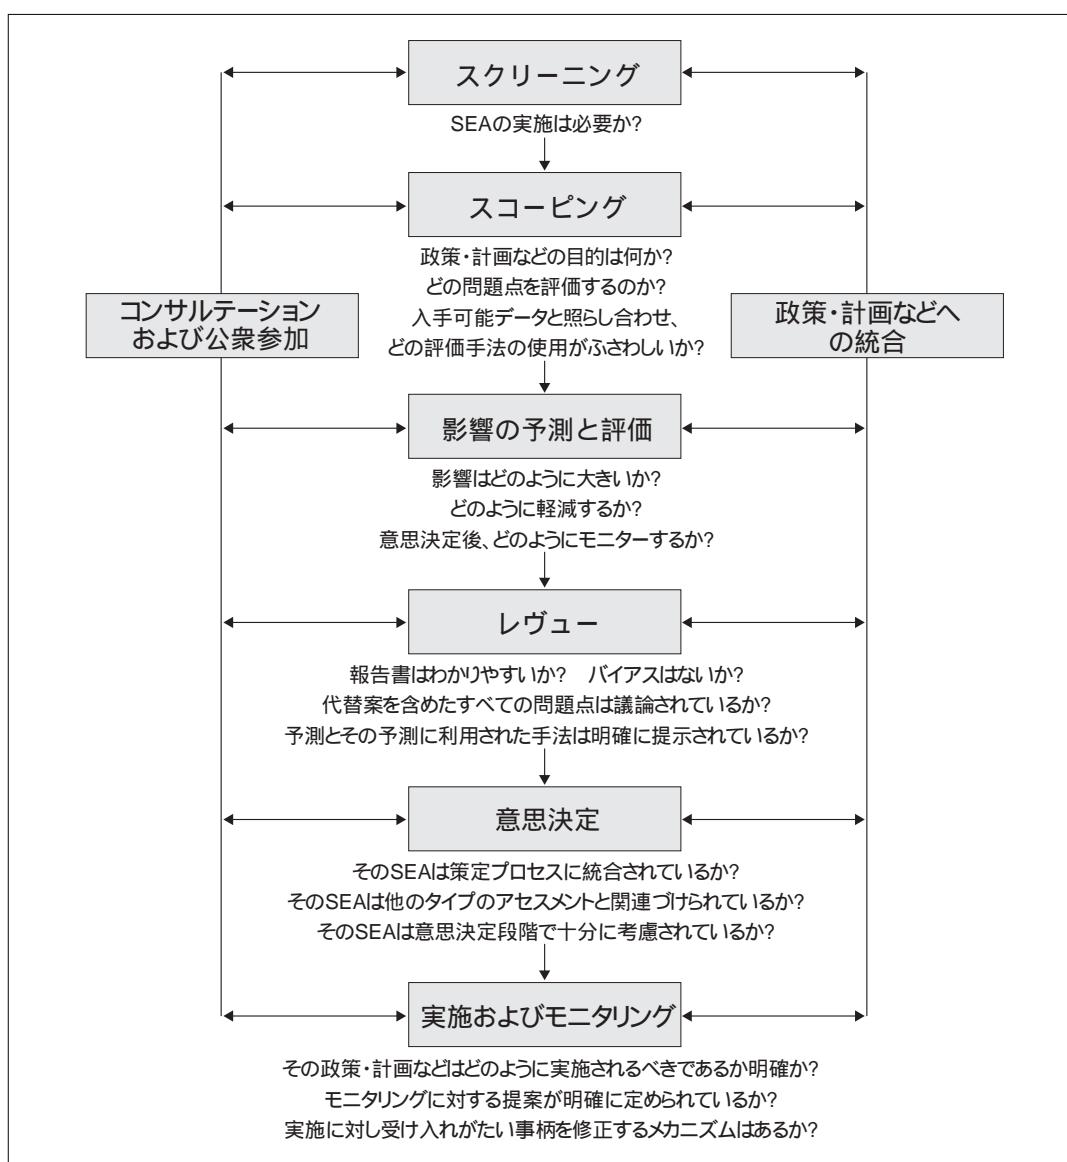 スクリーニング
SEAの実施は必要か?
スコーピング
政策・計画などの目的は何か?
どの問題点を評価するのか?
入手可能データと照らし合わせ、
どの評価手法の使用がふさわしいか?
コンサルテーション
および公衆参加
政策・計画などへ
の統合
影響の予測と評価
影響はどのように大きいか?
どのように軽減するか?
意思決定後、どのようにモニターするか?
レヴュー
報告書はわかりやすいか? バイアスはないか?
代替案を含めたすべての問題点は議論されているか?
予測とその予測に利用された手法は明確に提示されているか?
意思決定
そのSEAは策定プロセスに統合されているか?
そのSEAは他のタイプのアセスメントと関連づけられているか?
そのSEAは意思決定段階で十分に考慮されているか?
実施およびモニタリング
その政策・計画などはどのように実施されるべきであるか明確か?
モニタリングに対する提案が明確に定められているか?
実施に対し受け入れがたい事柄を修正するメカニズムはあるか?